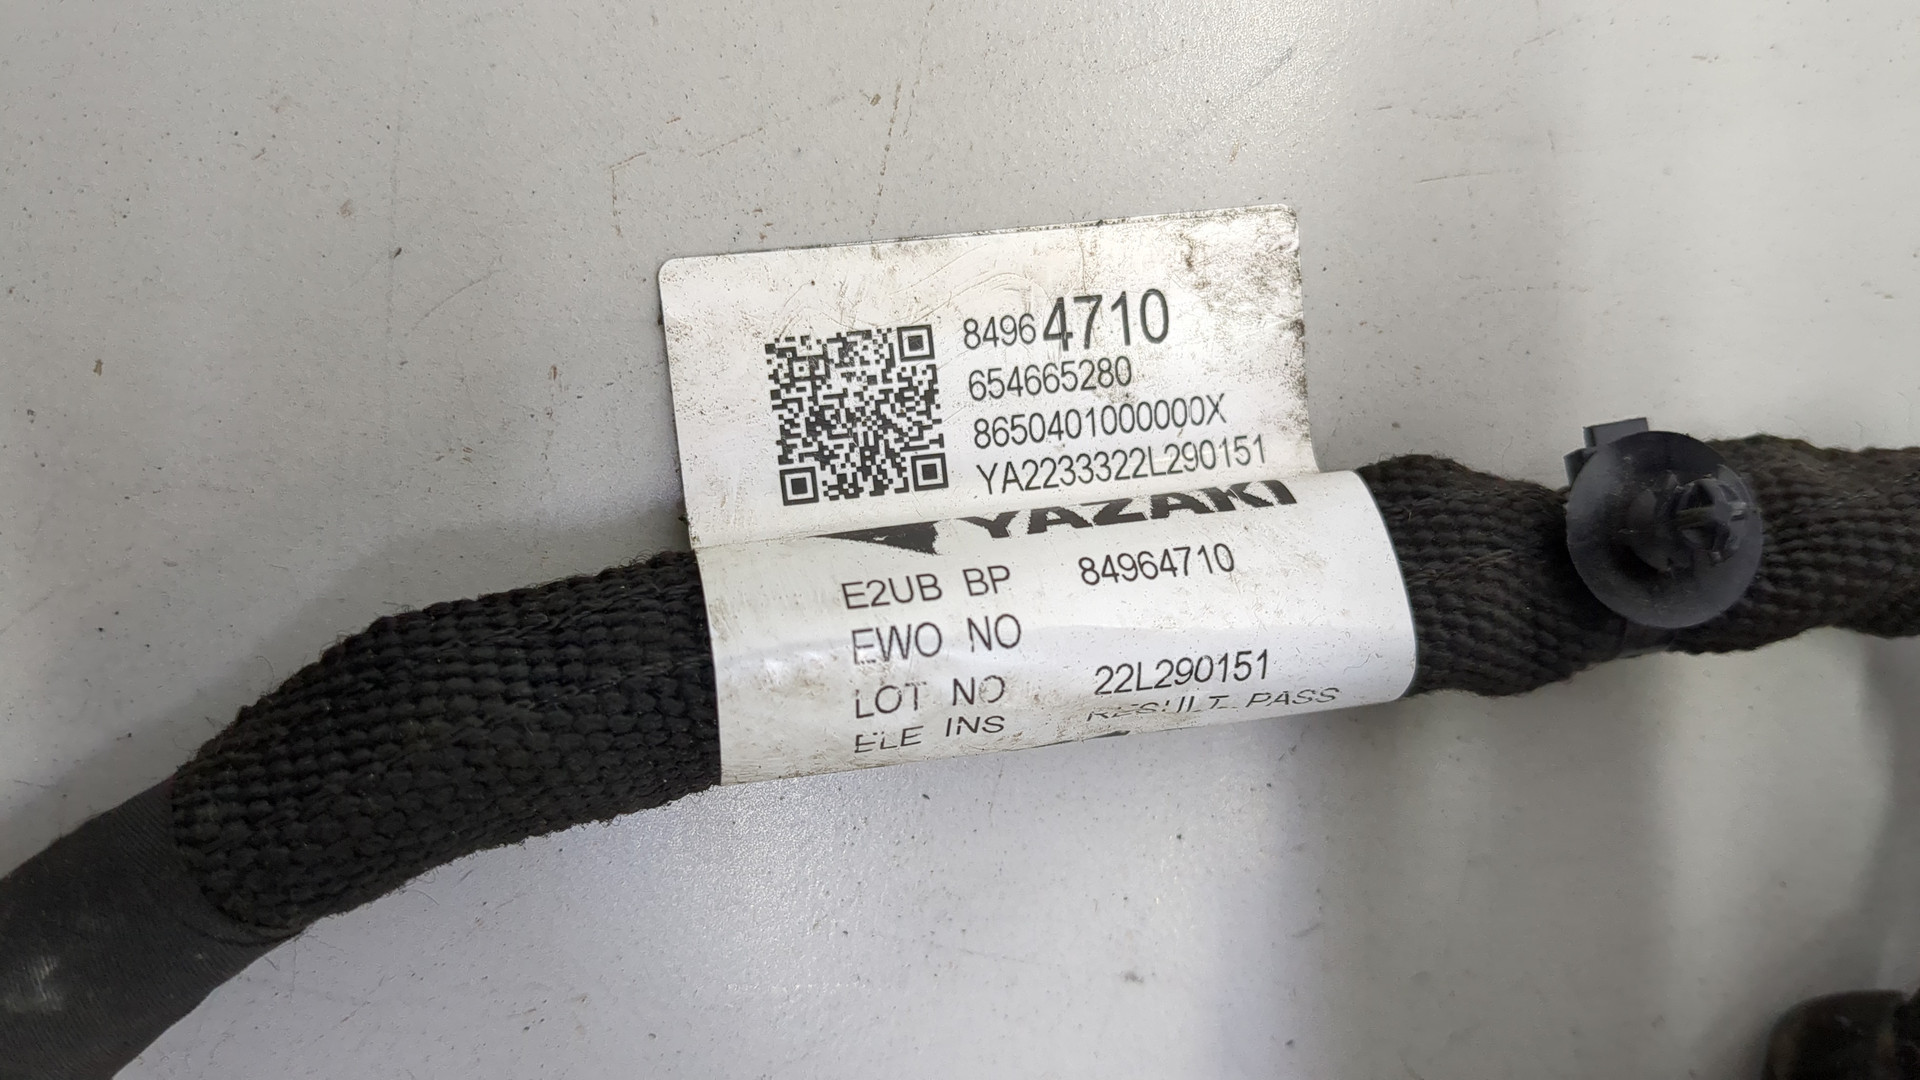 84964710
654665280
8650401000000X
YA2233322L290151
YAZAKI
E2UB BP 84964710
EWO NO
LOT NO 22L290151
ELE INS RESULT PASS